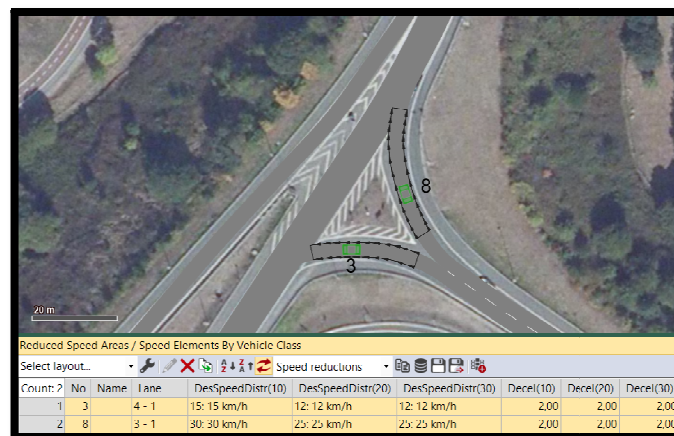 8
3
20 m
Reduced Speed Areas / Speed Elements By Vehicle Class
Select layout... Speed reductions
Count: 2 No Name Lane DesSpeedDistr(10) DesSpeedDistr(20) DesSpeedDistr(30) Decel(10) Decel(20) Decel(30)
1 3 4 - 1 15: 15 km/h 12: 12 km/h 12: 12 km/h 2,00 2,00 2,00
2 8 3 - 1 30: 30 km/h 25: 25 km/h 25: 25 km/h 2,00 2,00 2,00